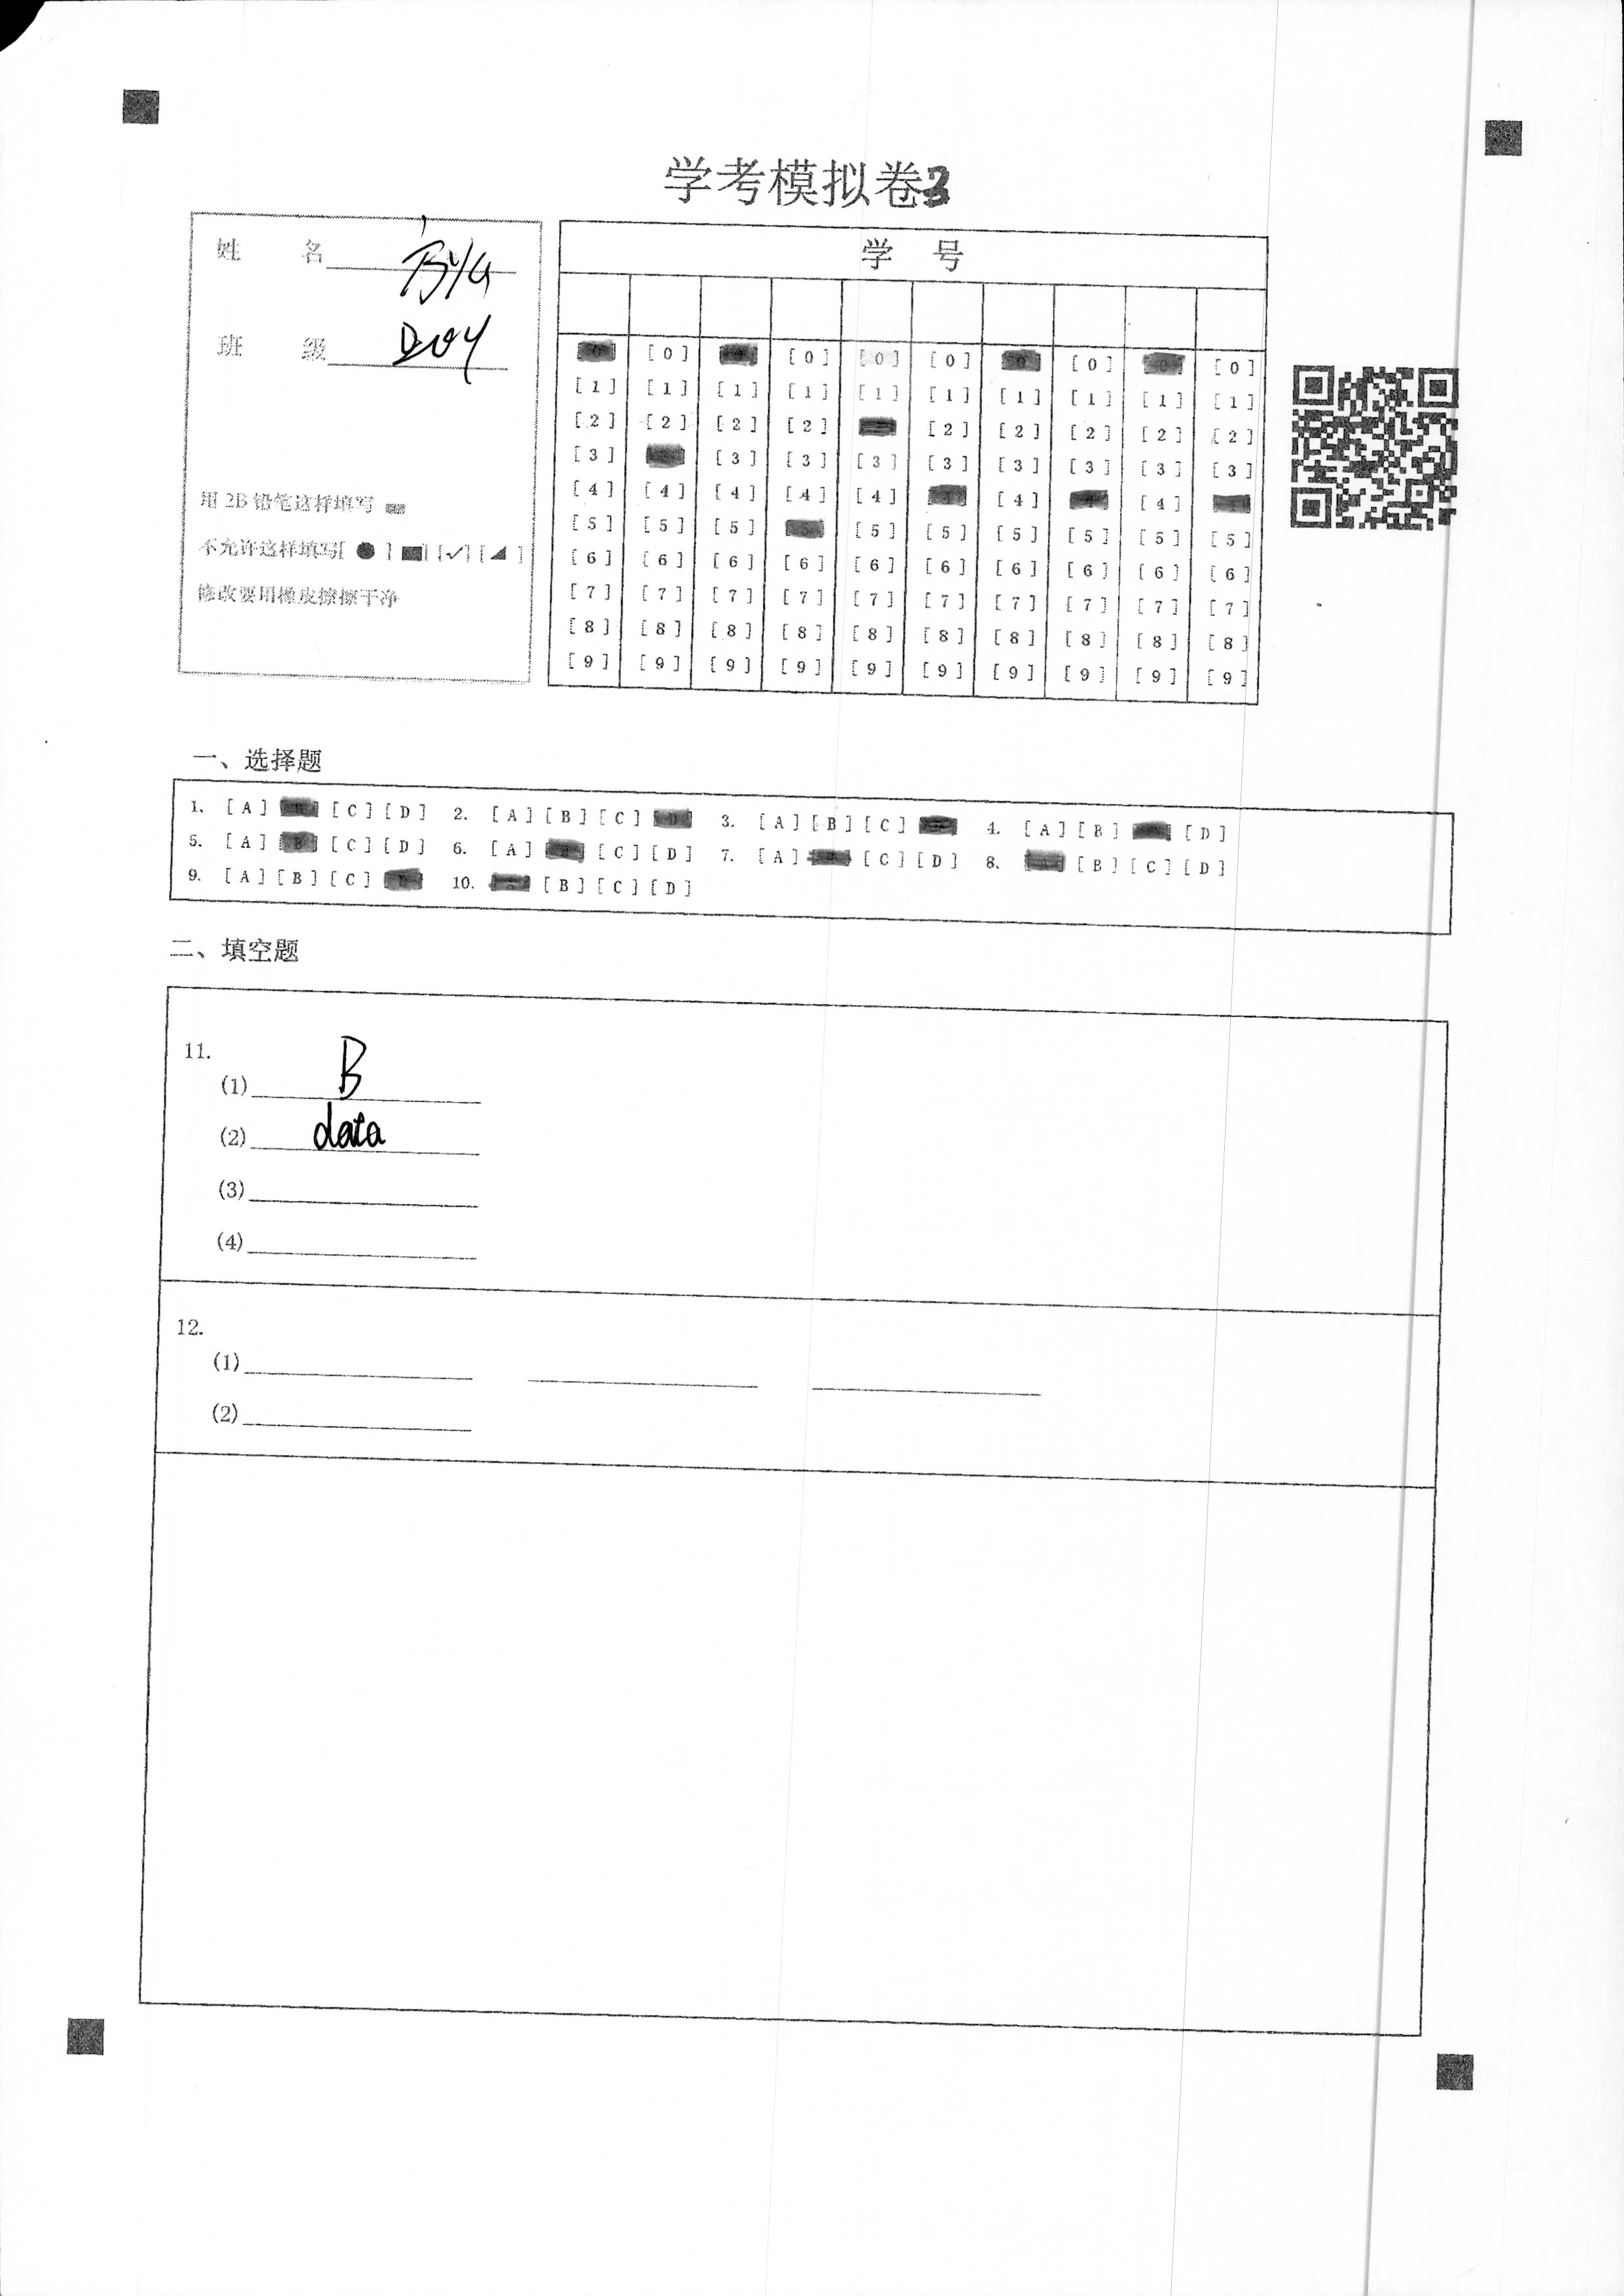 学考模拟卷3
姓 名
班 级 204
用 2B 铅笔这样填写
不允许这样填写[ ● ] [■] [✓] [◢ ]
修改要用橡皮擦擦干净
学 号
[0] [0] [0] [0] [0] [0] [0] [0] [0] [0]
[1] [1] [1] [1] [1] [1] [1] [1] [1] [1]
[2] [2] [2] [2] [2] [2] [2] [2] [2]
[3] [3] [3] [3] [3] [3] [3] [3] [3]
[4] [4] [4] [4] [4] [4] [4]
[5] [5] [5] [5] [5] [5] [5] [5] [5]
[6] [6] [6] [6] [6] [6] [6] [6] [6] [6]
[7] [7] [7] [7] [7] [7] [7] [7] [7] [7]
[8] [8] [8] [8] [8] [8] [8] [8] [8] [8]
[9] [9] [9] [9] [9] [9] [9] [9] [9] [9]
一、选择题
1. [A] [C] [D] 2. [A] [B] [C] [D] 3. [A] [B] [C] 4. [A] [B] [D]
5. [A] [B] [C] [D] 6. [A] [C] [D] 7. [A] [C] [D] 8. [B] [C] [D]
9. [A] [B] [C] 10. [B] [C] [D]
二、填空题
11.
(1) B
(2) data
(3)
(4)
12.
(1)
(2)